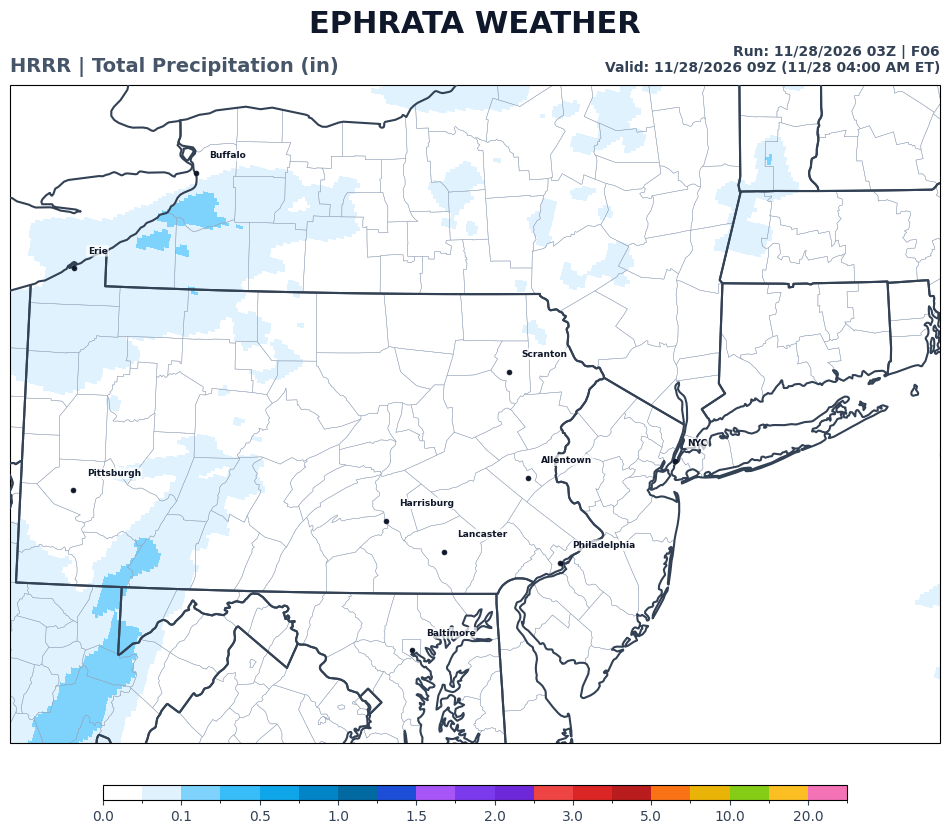 EPHRATA WEATHER
Run: 11/28/2026 03Z | F06
HRRR | Total Precipitation (in)
Valid: 11/28/2026 09Z (11/28 04:00 AM ET)
Buffalo
Erie
Scranton
NYC
Allentown
Pittsburgh
Harrisburg
Lancaster
Philadelphia
Baltimore
0.0 0.1 0.5 1.0 1.5 2.0 3.0 5.0 10.0 20.0